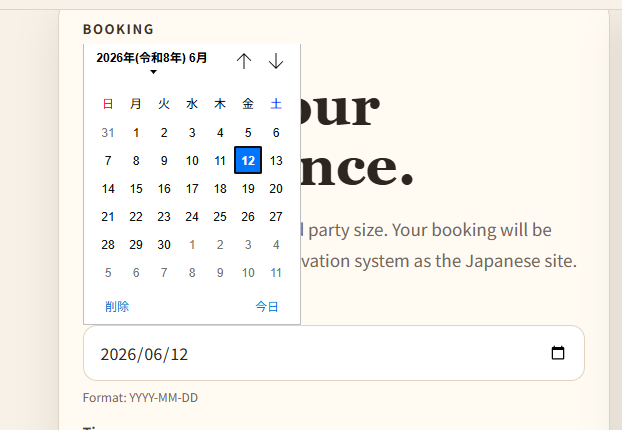 BOOKING
2026年(令和8年) 6月
our
nce.
日 月 火 水 木 金 土
31 1 2 3 4 5 6
7 8 9 10 11 12 13
14 15 16 17 18 19 20
21 22 23 24 25 26 27
28 29 30 1 2 3 4
5 6 7 8 9 10 11
削除 今日
party size. Your booking will be
vation system as the Japanese site.
2026/06/12
Format: YYYY-MM-DD